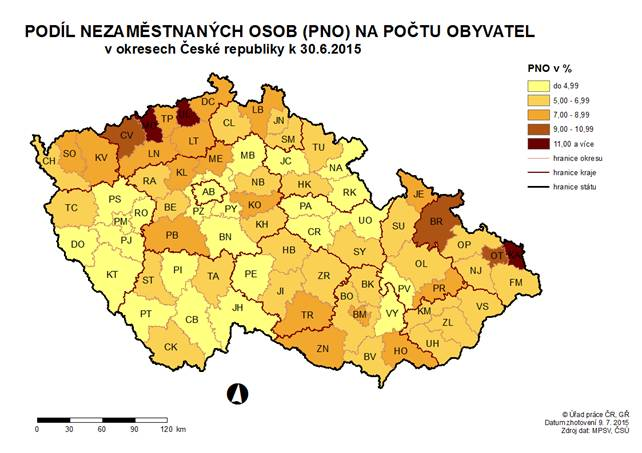 PODÍL NEZAMĚSTNANÝCH OSOB (PNO) NA POČTU OBYVATEL
v okresech České republiky k 30.6.2015
PNO v %
do 4,99
5,00 - 6,99
7,00 - 8,99
9,00 - 10,99
11,00 a více
hranice okresu
hranice kraje
hranice státu
DC
LB
TP
CV
CL
JN
LT
SM
TU
SO
CH
KV
LN
ME
MB
JC
NA
KL
RA
AB
NB
HK
RK
JE
TC
PS
RO
BE
PZ
PY
KO
PA
PM
KH
CR
UO
SU
BR
DO
PJ
PB
BN
HB
SY
OL
OP
OT
KT
ST
PI
TA
PE
ZR
NJ
FM
JI
BO
BK
PV
PR
PT
CB
JH
TR
BM
VY
KM
VS
ZL
CK
ZN
BV
HO
UH
0 30 60 90 120
km
© Úřad práce ČR, GŘ
Datum zhotovení 9. 7. 2015
Zdroj dat: MPSV, ČSÚ